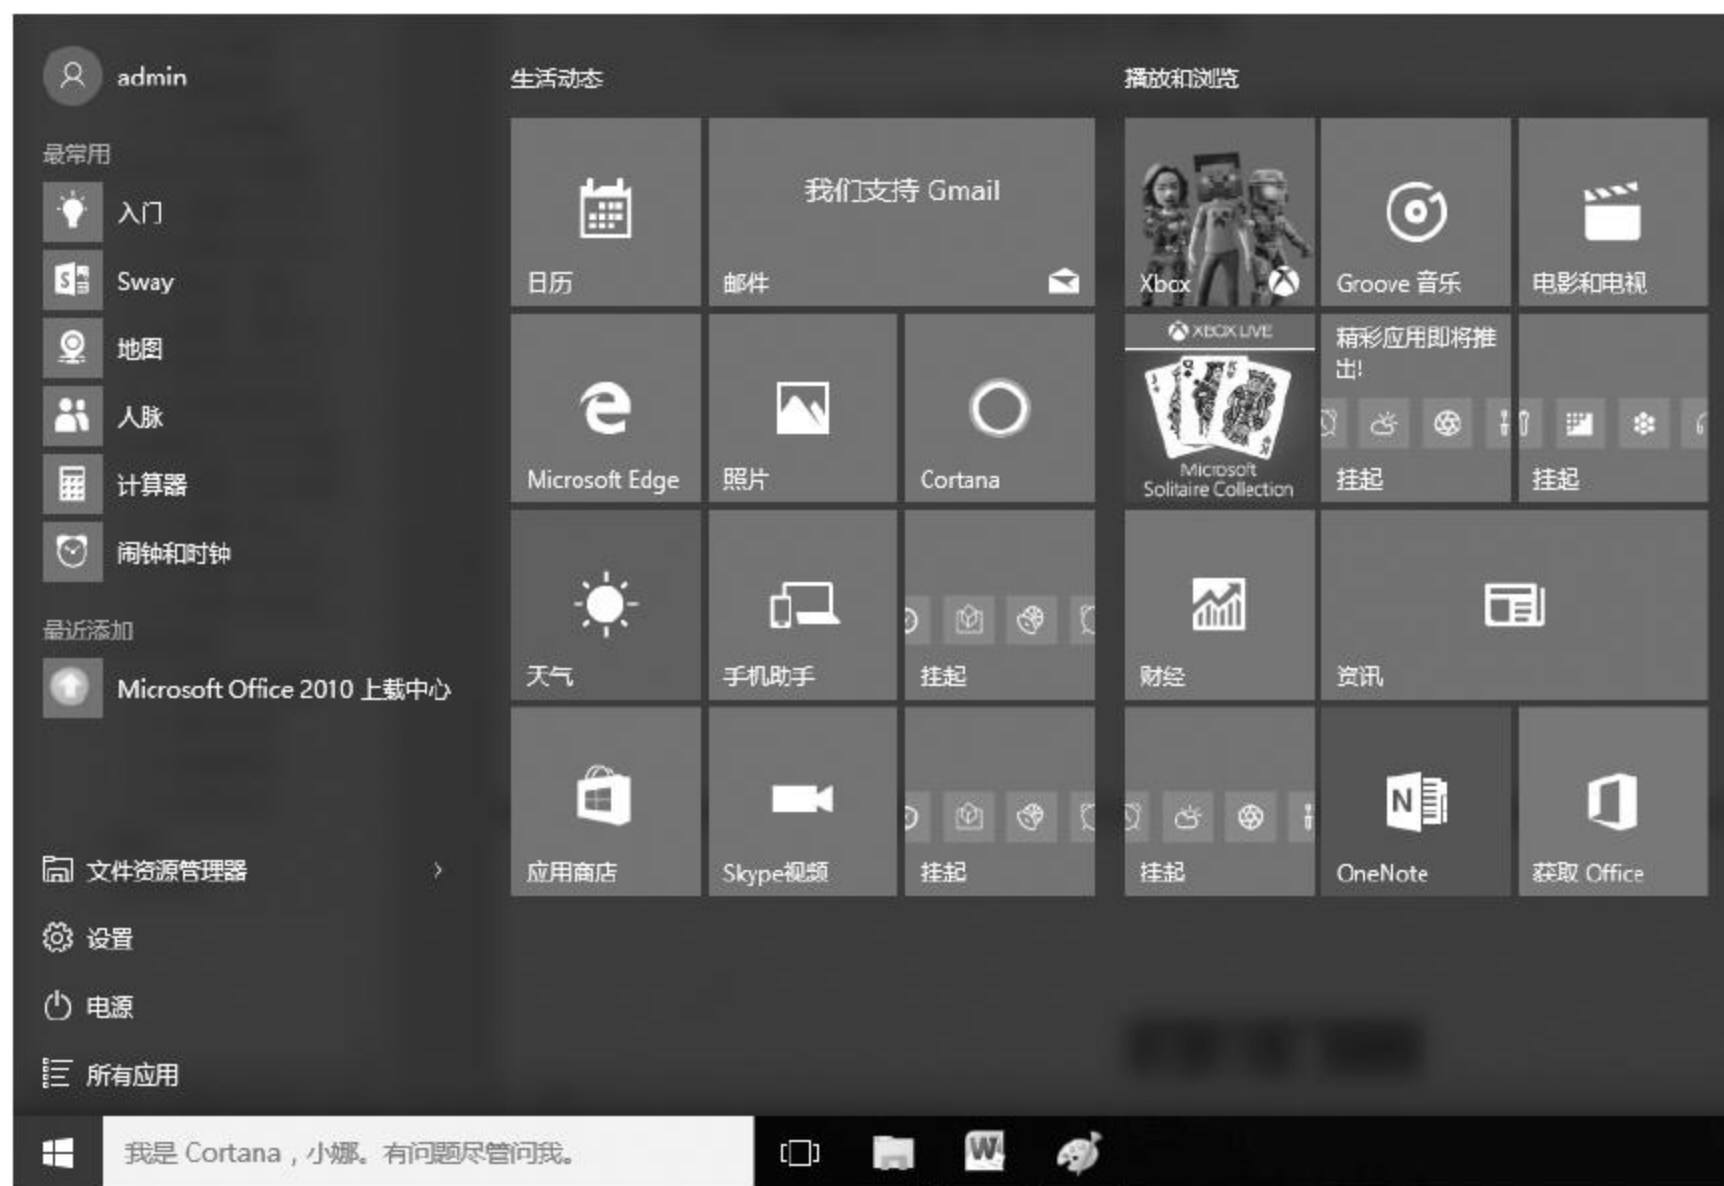 admin
最常用
入门
Sway
地图
人脉
计算器
闹钟和时钟
最近添加
Microsoft Office 2010 上载中心
文件资源管理器
设置
电源
所有应用
生活动态
日历
我们支持 Gmail
邮件
Microsoft Edge
照片
Cortana
天气
手机助手
挂起
应用商店
Skype视频
挂起
播放和浏览
Xbox
Groove 音乐
电影和电视
XBOX LIVE
Microsoft
Solitaire Collection
精彩应用即将推
出!
挂起
挂起
财经
资讯
挂起
OneNote
获取 Office
我是 Cortana，小娜。有问题尽管问我。